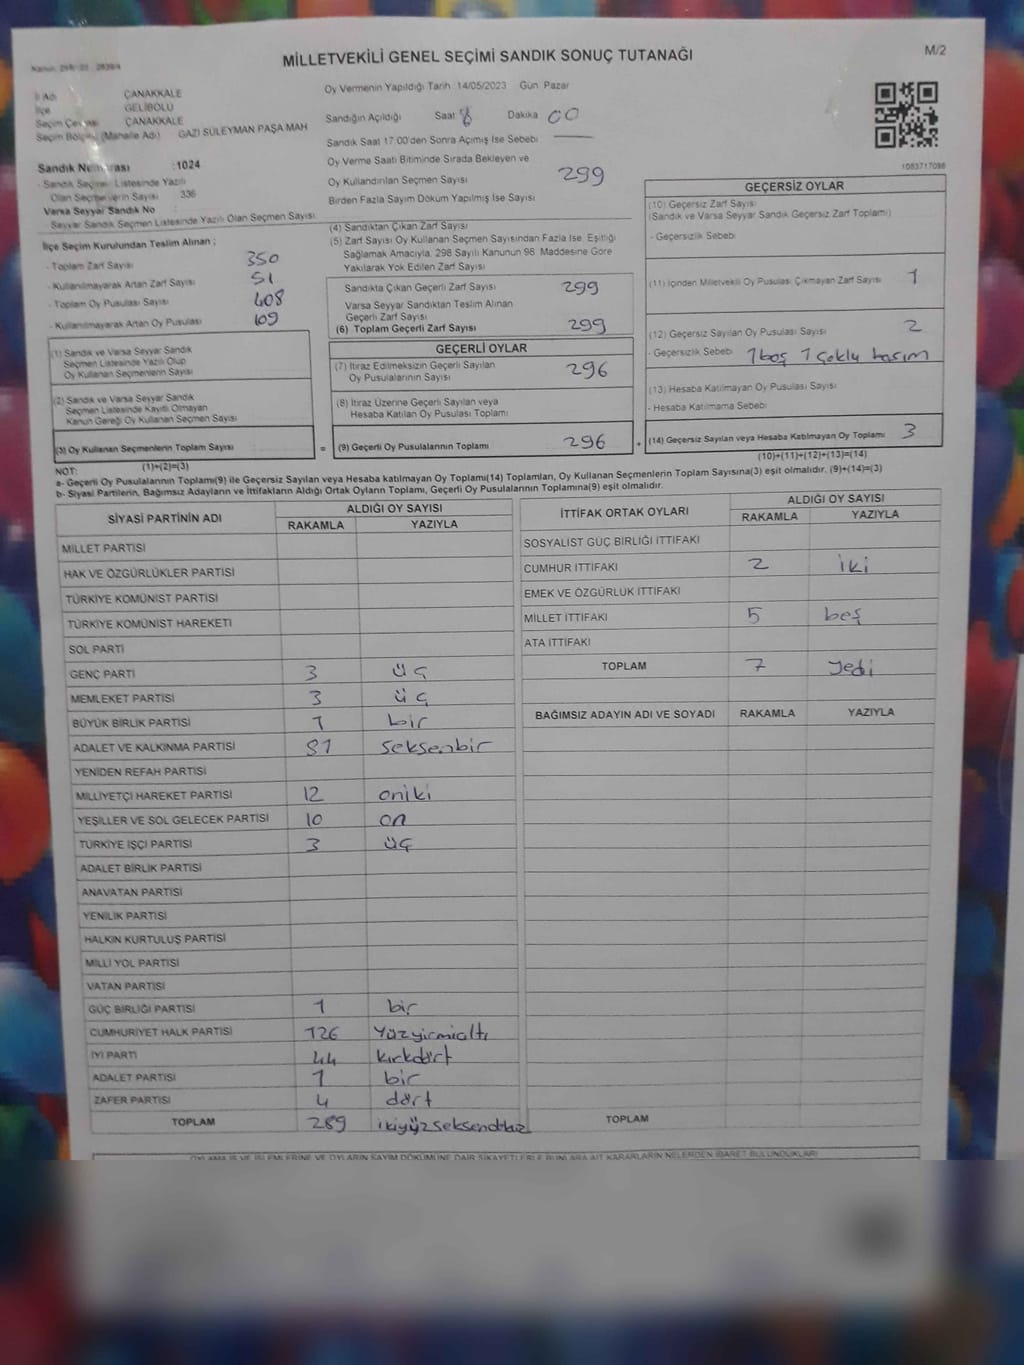 MİLLETVEKİLİ GENEL SEÇİMİ SANDIK SONUÇ TUTANAĞI
M/2
İl Adı ÇANAKKALE
İlçe GELİBOLU
Seçim Çevresi ÇANAKKALE
Seçim Bölgesi (Mahalle Adı) GAZİ SÜLEYMAN PAŞA MAH
Sandık Numarası :1024
- Sandık Seçmen Listesinde Yazılı
Olan Seçmenlerin Sayısı 336
Varsa Seyyar Sandık No :
- Seyyar Sandık Seçmen Listesinde Yazılı Olan Seçmen Sayısı:
İlçe Seçim Kurulundan Teslim Alınan ;
- Toplam Zarf Sayısı 350
- Kullanılmayarak Artan Zarf Sayısı 51
- Toplam Oy Pusulası Sayısı 408
- Kullanılmayarak Artan Oy Pusulası 109
(1) Sandık ve Varsa Seyyar Sandık
Seçmen Listesinde Yazılı Olup
Oy Kullanan Seçmenlerin Sayısı
(2) Sandık ve Varsa Seyyar Sandık
Seçmen Listesinde Kayıtlı Olmayan
Kanun Gereği Oy Kullanan Seçmen Sayısı
(3) Oy Kullanan Seçmenlerin Toplam Sayısı
(1)+(2)=(3)
Oy Vermenin Yapıldığı Tarih 14/05/2023 Gün Pazar
Sandığın Açıldığı Saat 8 Dakika 00
Sandık Saat 17:00'den Sonra Açımış İse Sebebi
Oy Verme Saati Bitiminde Sırada Bekleyen ve
Oy Kullandırılan Seçmen Sayısı 299
Birden Fazla Sayım Döküm Yapılmış İse Sayısı
(4) Sandıktan Çıkan Zarf Sayısı
(5) Zarf Sayısı Oy Kullanan Seçmen Sayısından Fazla İse, Eşitliği
Sağlamak Amacıyla, 298 Sayılı Kanunun 98. Maddesine Göre
Yakılarak Yok Edilen Zarf Sayısı
Sandıkta Çıkan Geçerli Zarf Sayısı 299
Varsa Seyyar Sandıktan Teslim Alınan
Geçerli Zarf Sayısı
(6) Toplam Geçerli Zarf Sayısı 299
GEÇERLİ OYLAR
(7) İtiraz Edilmeksizin Geçerli Sayılan
Oy Pusulalarının Sayısı 296
(8) İtiraz Üzerine Geçerli Sayılan veya
Hesaba Katılan Oy Pusulası Toplamı
= (9) Geçerli Oy Pusulalarının Toplamı 296 +
1083717098
GEÇERSİZ OYLAR
(10) Geçersiz Zarf Sayısı
(Sandık ve Varsa Seyyar Sandık Geçersiz Zarf Toplamı)
- Geçersizlik Sebebi
(11) İçinden Milletvekili Oy Pusulası Çıkmayan Zarf Sayısı 1
(12) Geçersiz Sayılan Oy Pusulası Sayısı 2
- Geçersizlik Sebebi 1 boş 1 çoklu basım
(13) Hesaba Katılmayan Oy Pusulası Sayısı
- Hesaba Katılmama Sebebi
(14) Geçersiz Sayılan veya Hesaba Katılmayan Oy Toplamı 3
(10)+(11)+(12)+(13)=(14)
NOT:
a- Geçerli Oy Pusulalarının Toplamı(9) ile Geçersiz Sayılan veya Hesaba katılmayan Oy Toplamı(14) Toplamları, Oy Kullanan Seçmenlerin Toplam Sayısına(3) eşit olmalıdır. (9)+(14)=(3)
b- Siyasi Partilerin, Bağımsız Adayların ve İttifakların Aldığı Ortak Oyların Toplamı, Geçerli Oy Pusulalarının Toplamına(9) eşit olmalıdır.
SİYASİ PARTİNİN ADI ALDIĞI OY SAYISI
RAKAMLA YAZIYLA
MİLLET PARTİSİ
HAK VE ÖZGÜRLÜKLER PARTİSİ
TÜRKİYE KOMÜNİST PARTİSİ
TÜRKİYE KOMÜNİST HAREKETİ
SOL PARTİ
GENÇ PARTİ 3 üç
MEMLEKET PARTİSİ 3 üç
BÜYÜK BİRLİK PARTİSİ 1 bir
ADALET VE KALKINMA PARTİSİ 81 seksenbir
YENİDEN REFAH PARTİSİ
MİLLİYETÇİ HAREKET PARTİSİ 12 oniki
YEŞİLLER VE SOL GELECEK PARTİSİ 10 on
TÜRKİYE İŞÇİ PARTİSİ 3 üç
ADALET BİRLİK PARTİSİ
ANAVATAN PARTİSİ
YENİLİK PARTİSİ
HALKIN KURTULUŞ PARTİSİ
MİLLİ YOL PARTİSİ
VATAN PARTİSİ
GÜÇ BİRLİĞİ PARTİSİ 1 bir
CUMHURİYET HALK PARTİSİ 126 yüzyirmialtı
İYİ PARTİ 44 kırkdört
ADALET PARTİSİ 1 bir
ZAFER PARTİSİ 4 dört
TOPLAM 289 ikiyüzseksendokuz
İTTİFAK ORTAK OYLARI ALDIĞI OY SAYISI
RAKAMLA YAZIYLA
SOSYALİST GÜÇ BİRLİĞİ İTTİFAKI
CUMHUR İTTİFAKI 2 iki
EMEK VE ÖZGÜRLÜK İTTİFAKI
MİLLET İTTİFAKI 5 beş
ATA İTTİFAKI
TOPLAM 7 yedi
BAĞIMSIZ ADAYIN ADI VE SOYADI RAKAMLA YAZIYLA
TOPLAM